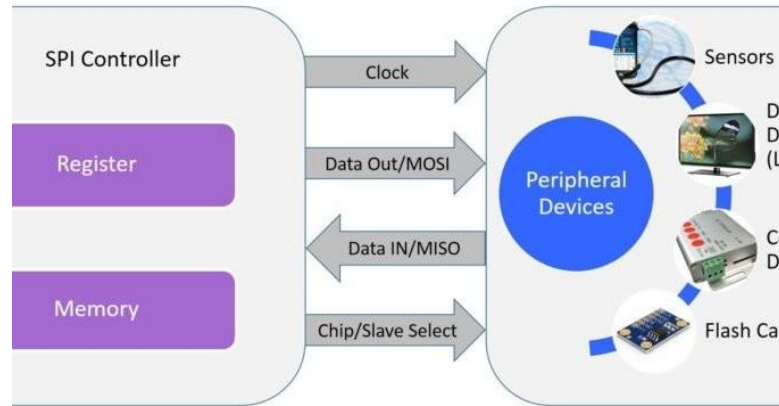 SPI Controller
Register
Memory
Clock
Data Out/MOSI
Data IN/MISO
Chip/Slave Select
Peripheral
Devices
Sensors
D
D
(L
C
D
Flash Ca